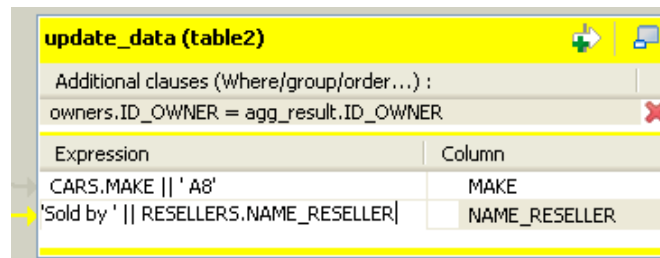 update_data (table2)
Additional clauses (Where/group/order...) :
owners.ID_OWNER = agg_result.ID_OWNER
Expression Column
CARS.MAKE || ' A8' MAKE
'Sold by ' || RESELLERS.NAME_RESELLER NAME_RESELLER